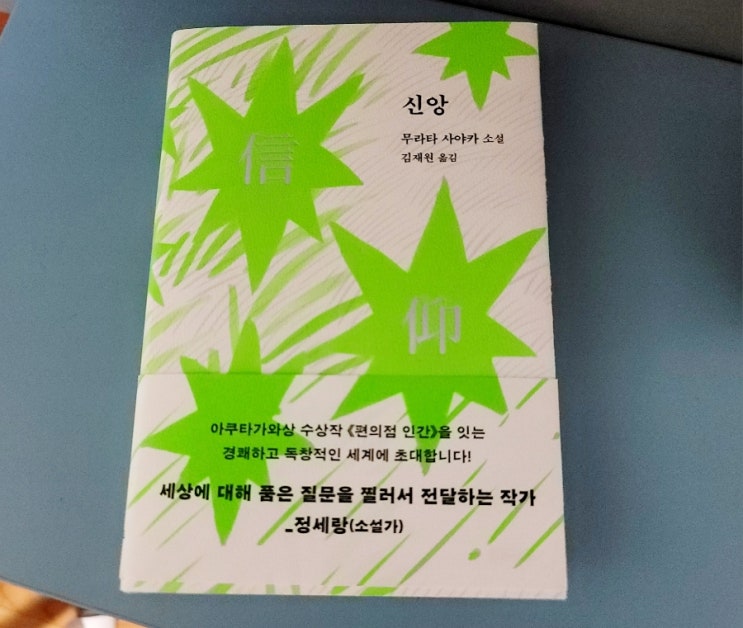 신앙
무라타 사야카 소설
김재원 옮김
信
仰
아쿠타가와상 수상작 《편의점 인간》을 잇는
경쾌하고 독창적인 세계에 초대합니다!
세상에 대해 품은 질문을 찔러서 전달하는 작가
_정세랑(소설가)